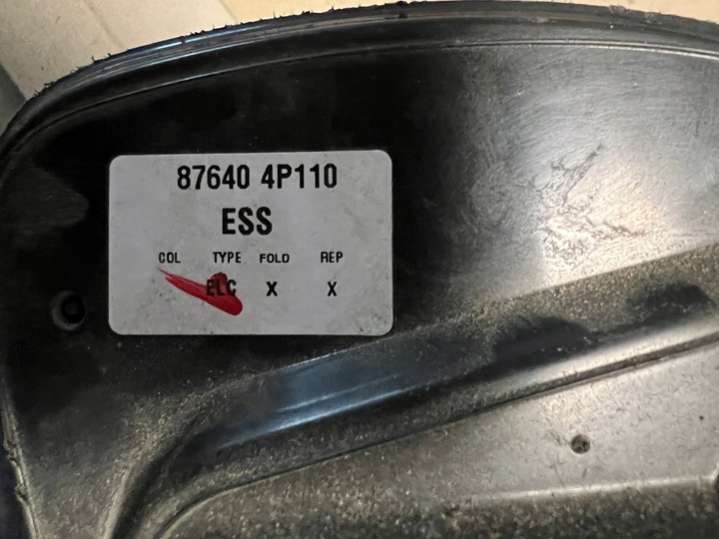 87640 4P110
ESS
COL TYPE FOLD REP
ELC X X